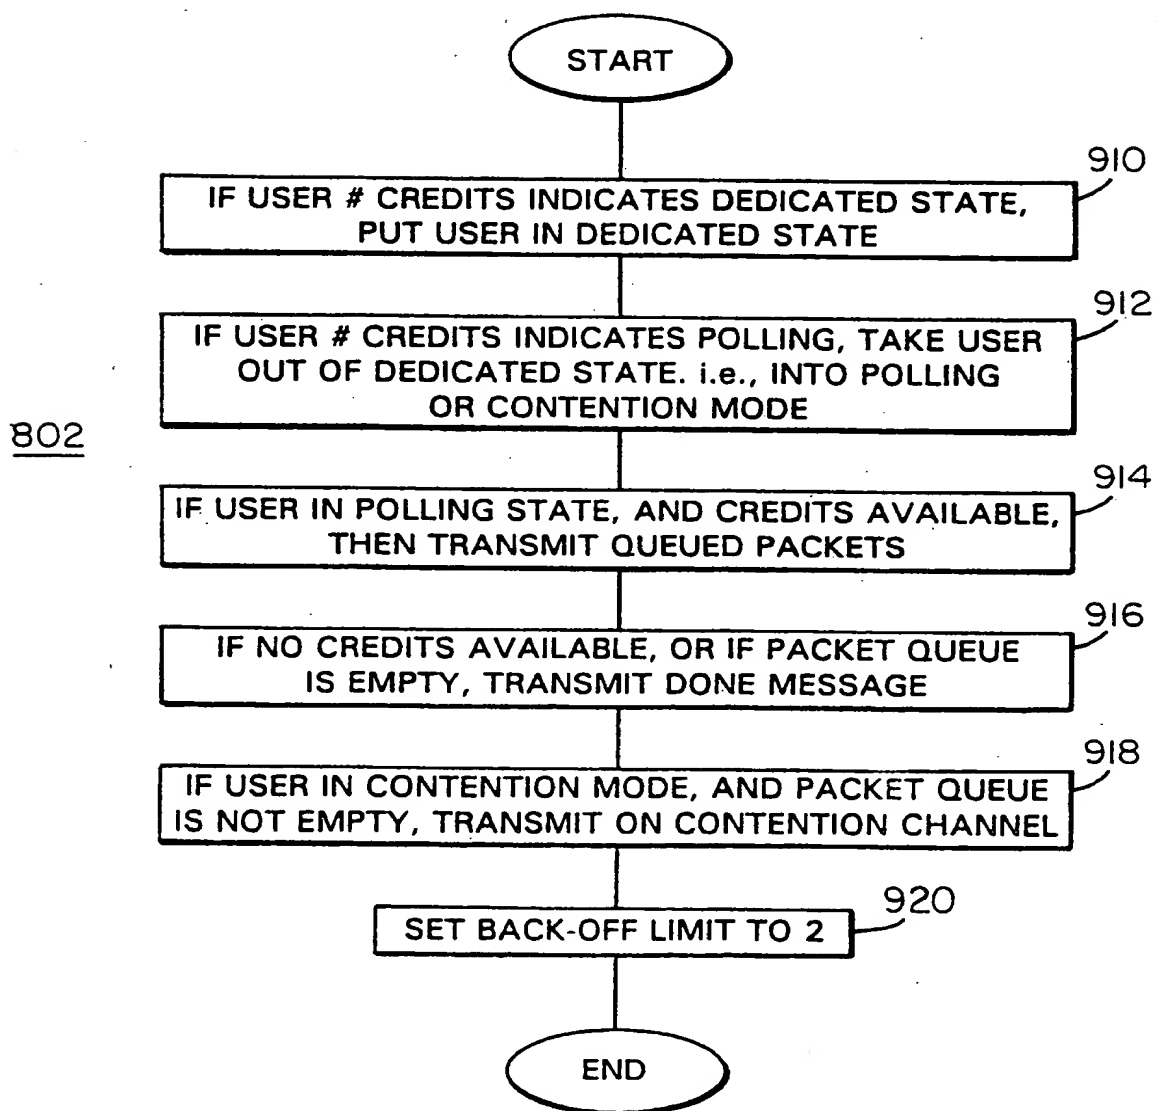 START
910
IF USER # CREDITS INDICATES DEDICATED STATE,
PUT USER IN DEDICATED STATE
912
IF USER # CREDITS INDICATES POLLING, TAKE USER
OUT OF DEDICATED STATE. i.e., INTO POLLING
OR CONTENTION MODE
802
914
IF USER IN POLLING STATE, AND CREDITS AVAILABLE,
THEN TRANSMIT QUEUED PACKETS
916
IF NO CREDITS AVAILABLE, OR IF PACKET QUEUE
IS EMPTY, TRANSMIT DONE MESSAGE
918
IF USER IN CONTENTION MODE, AND PACKET QUEUE
IS NOT EMPTY, TRANSMIT ON CONTENTION CHANNEL
920
SET BACK-OFF LIMIT TO 2
END